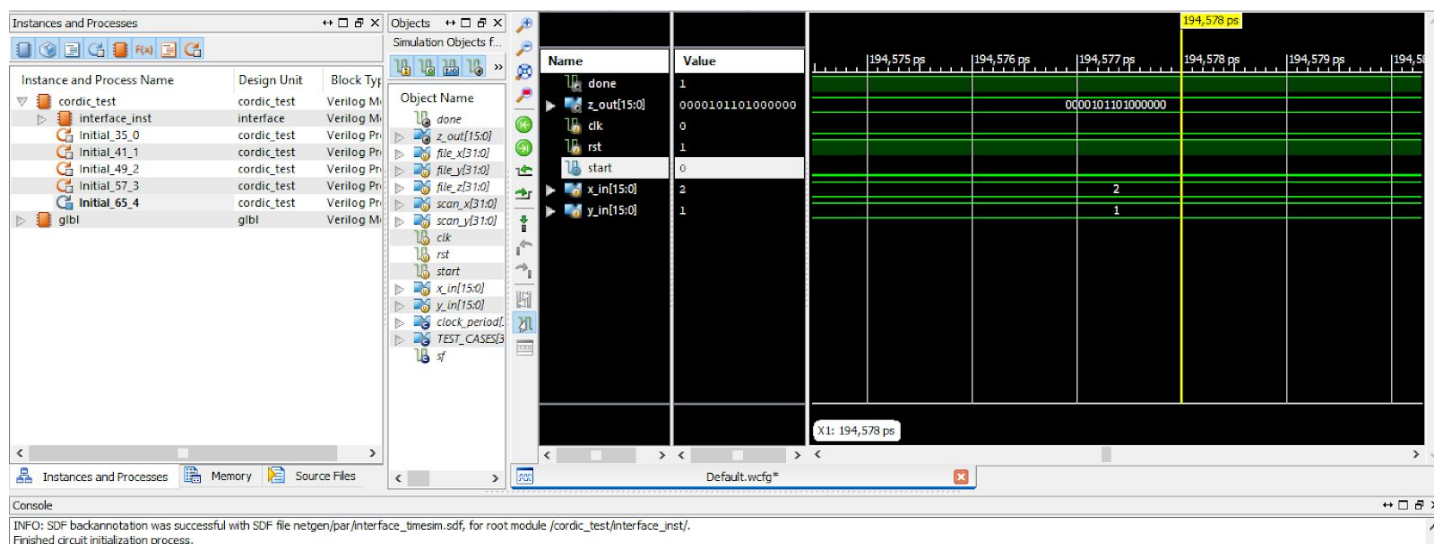 Instances and Processes
Instance and Process Name Design Unit Block Typ
cordic_test cordic_test Verilog M
interface_inst interface Verilog M
Initial_35_0 cordic_test Verilog Pr
Initial_41_1 cordic_test Verilog Pr
Initial_49_2 cordic_test Verilog Pr
Initial_57_3 cordic_test Verilog Pr
Initial_65_4 cordic_test Verilog Pr
glbl glbl Verilog M
Instances and Processes Memory Source Files
Objects
Simulation Objects f...
»
Object Name
done
z_out[15:0]
file_x[31:0]
file_y[31:0]
file_z[31:0]
scan_x[31:0]
scan_y[31:0]
clk
rst
start
x_in[15:0]
y_in[15:0]
clock_period[.
TEST_CASES[3
sf
Name Value
done 1
z_out[15:0] 0000101101000000
clk 0
rst 1
start 0
x_in[15:0] 2
y_in[15:0] 1
194,578 ps
194,575 ps 194,576 ps 194,577 ps 194,578 ps 194,579 ps 194,5
0000101101000000
2
1
X1: 194,578 ps
Default.wcfg*
Console
INFO: SDF backannotation was successful with SDF file netgen/par/interface_timesim.sdf, for root module /cordic_test/interface_inst/.
Finished circuit initialization process.